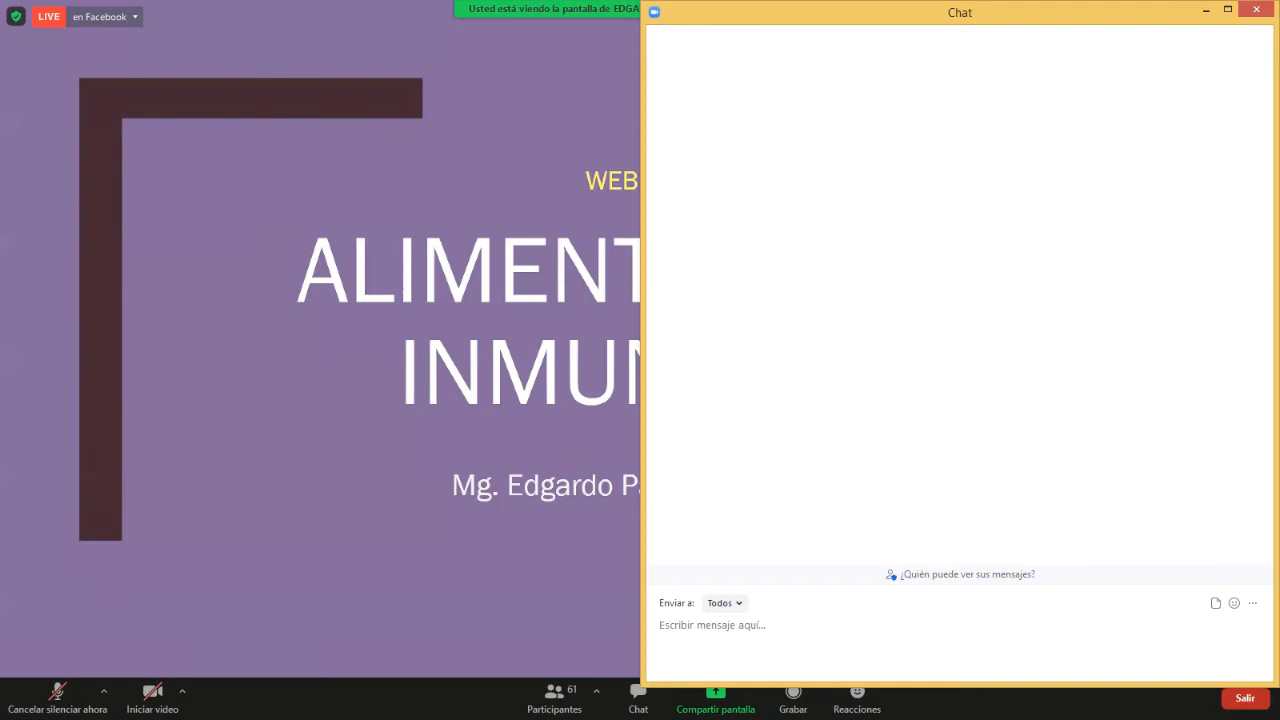 LIVE en Facebook
Usted está viendo la pantalla de EDGA
Chat
WEB
ALIMENT
INMUN
Mg. Edgardo Pa
¿Quién puede ver sus mensajes?
Enviar a: Todos
Escribir mensaje aquí...
Cancelar silenciar ahora
Iniciar video
61
Participantes
Chat
Compartir pantalla
Grabar
Reacciones
Salir